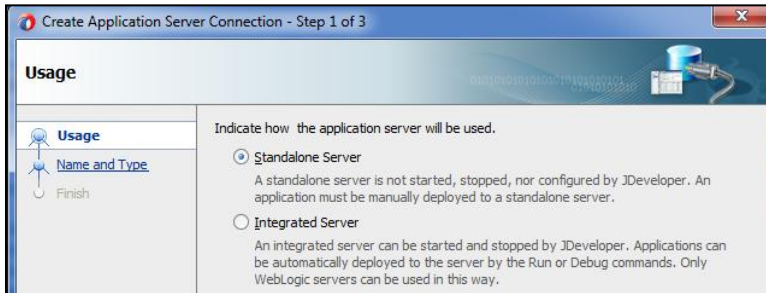 Create Application Server Connection - Step 1 of 3
Usage
Usage
Name and Type
Finish
Indicate how the application server will be used.
Standalone Server
A standalone server is not started, stopped, nor configured by JDeveloper. An
application must be manually deployed to a standalone server.
Integrated Server
An integrated server can be started and stopped by JDeveloper. Applications can
be automatically deployed to the server by the Run or Debug commands. Only
WebLogic servers can be used in this way.